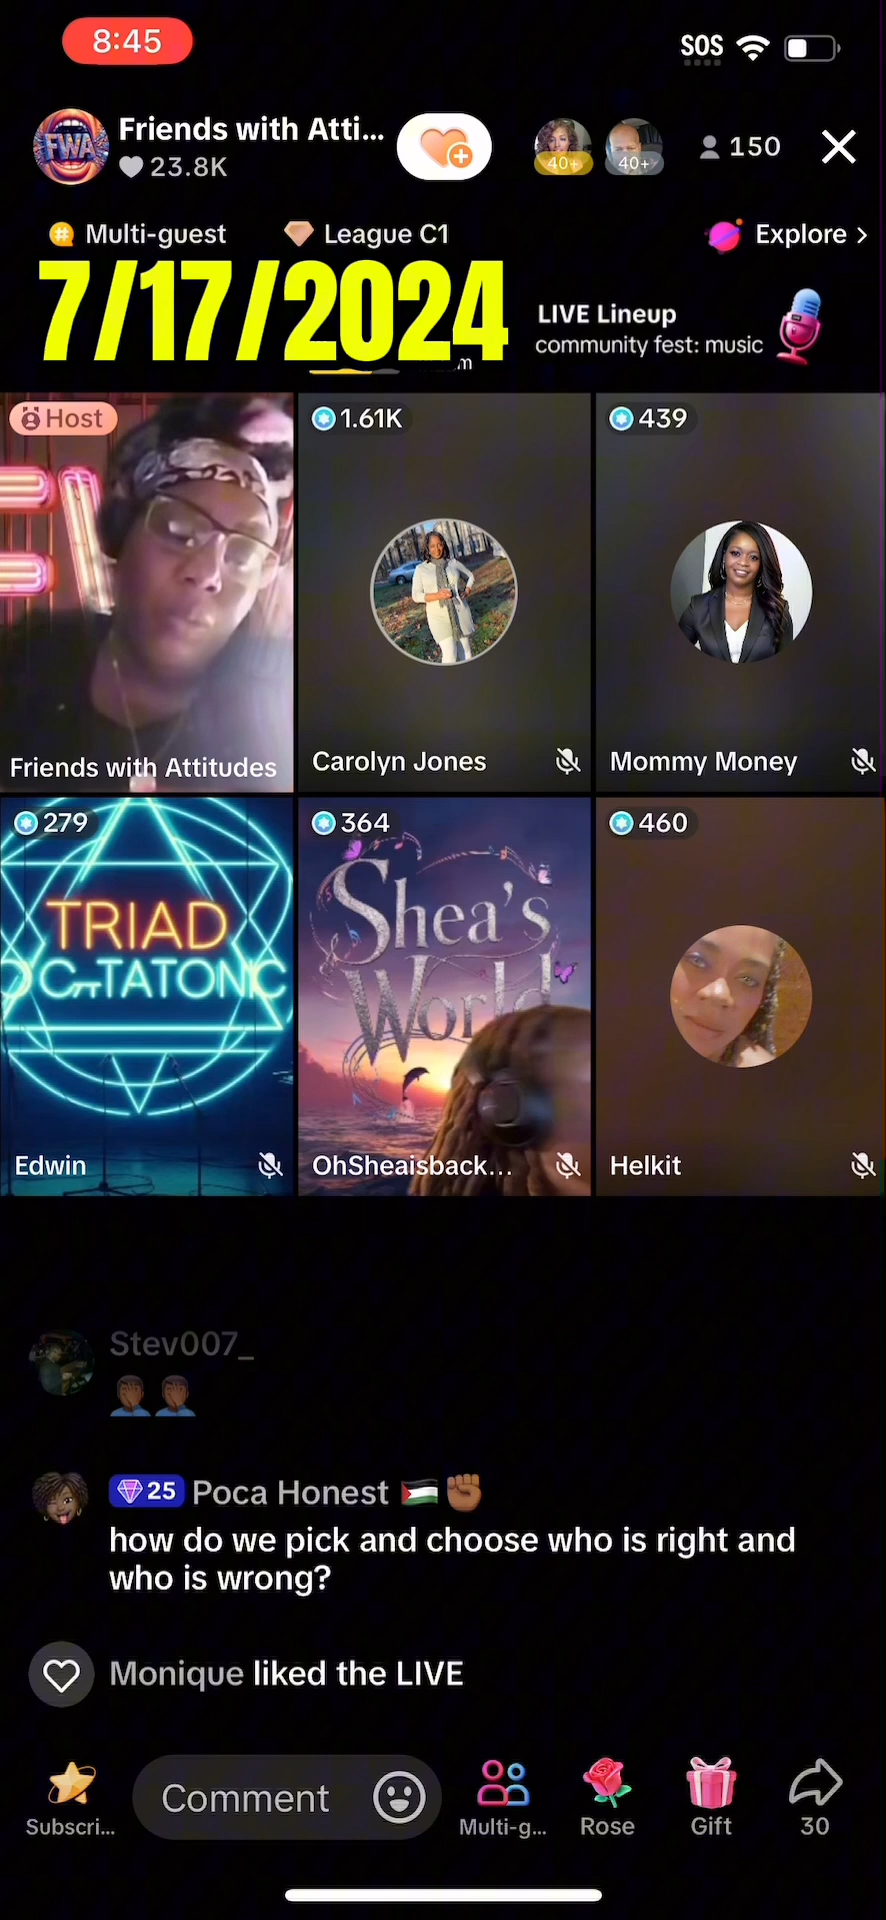 8:45
SOS
FWA
Friends with Atti...
23.8K
40+
40+
150
Multi-guest
League C1
Explore >
7/17/2024
m
LIVE Lineup
community fest: music
Host
Friends with Attitudes
1.61K
Carolyn Jones
439
Mommy Money
279
TRIAD
Edwin
364
Shea's
World
OhSheaisback...
460
Helkit
Stev007_
🤦🏾‍♂️🤦🏾‍♂️
25 Poca Honest 🇵🇸✊🏾
how do we pick and choose who is right and
who is wrong?
Monique liked the LIVE
Subscri...
Comment
Multi-g...
Rose
Gift
30